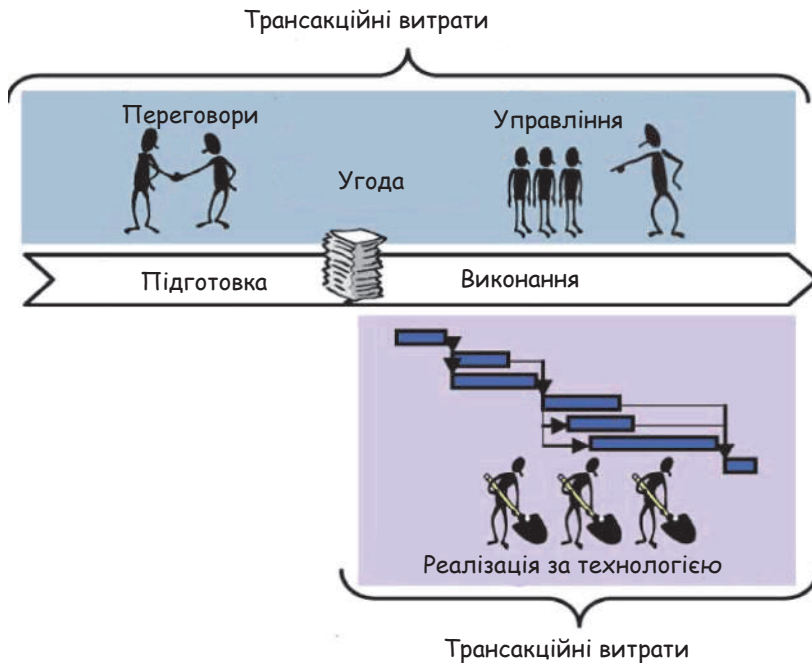 Трансакційні витрати
Переговори
Управління
Угода
Підготовка
Виконання
Реалізація за технологією
Трансакційні витрати